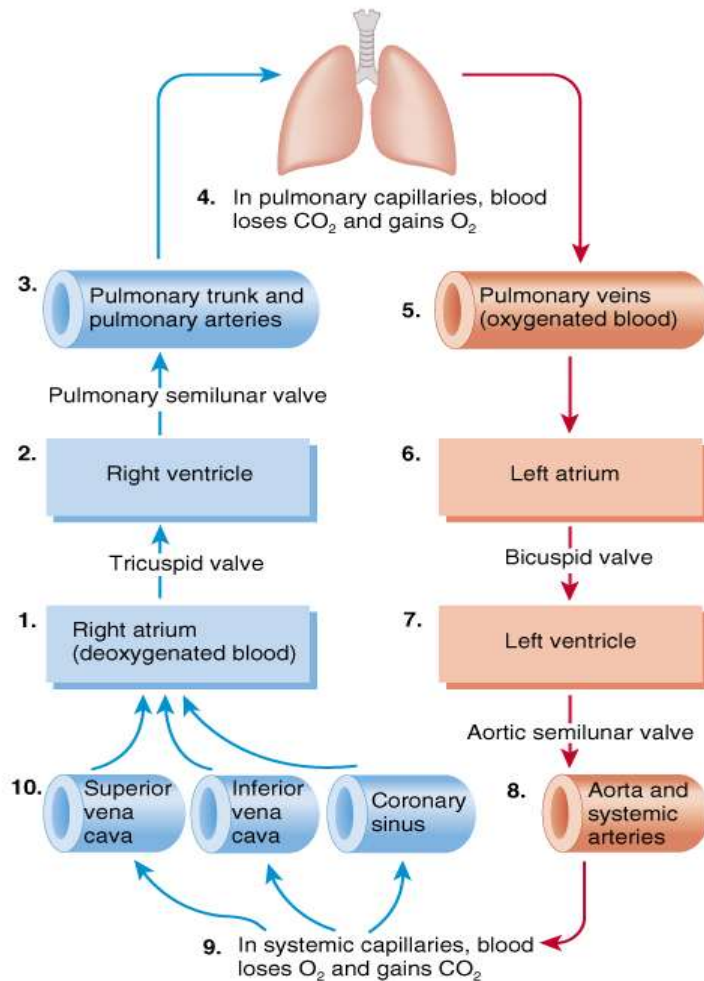 4. In pulmonary capillaries, blood
loses CO₂ and gains O₂
3.
Pulmonary trunk and
pulmonary arteries
5.
Pulmonary veins
(oxygenated blood)
Pulmonary semilunar valve
2.
Right ventricle
6.
Left atrium
Tricuspid valve
Bicuspid valve
1.
Right atrium
(deoxygenated blood)
7.
Left ventricle
Aortic semilunar valve
10.
Superior
vena
cava
Inferior
vena
cava
Coronary
sinus
8.
Aorta and
systemic
arteries
9. In systemic capillaries, blood
loses O₂ and gains CO₂